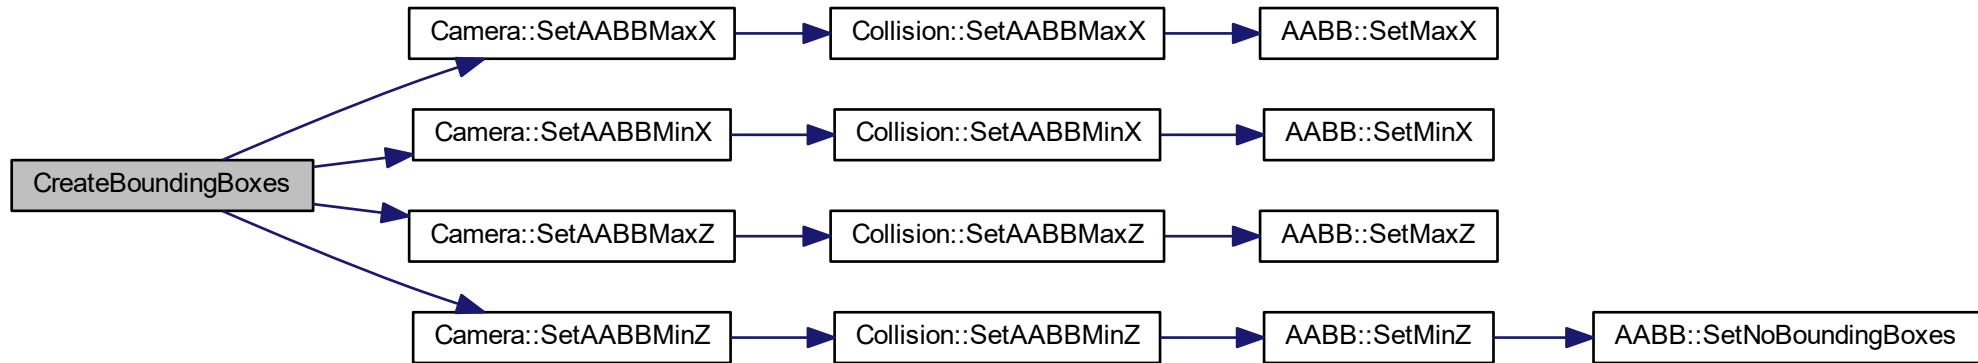 Camera::SetAABBMaxX
Collision::SetAABBMaxX
AABB::SetMaxX
Camera::SetAABBMinX
Collision::SetAABBMinX
AABB::SetMinX
CreateBoundingBoxes
Camera::SetAABBMaxZ
Collision::SetAABBMaxZ
AABB::SetMaxZ
Camera::SetAABBMinZ
Collision::SetAABBMinZ
AABB::SetMinZ
AABB::SetNoBoundingBoxes